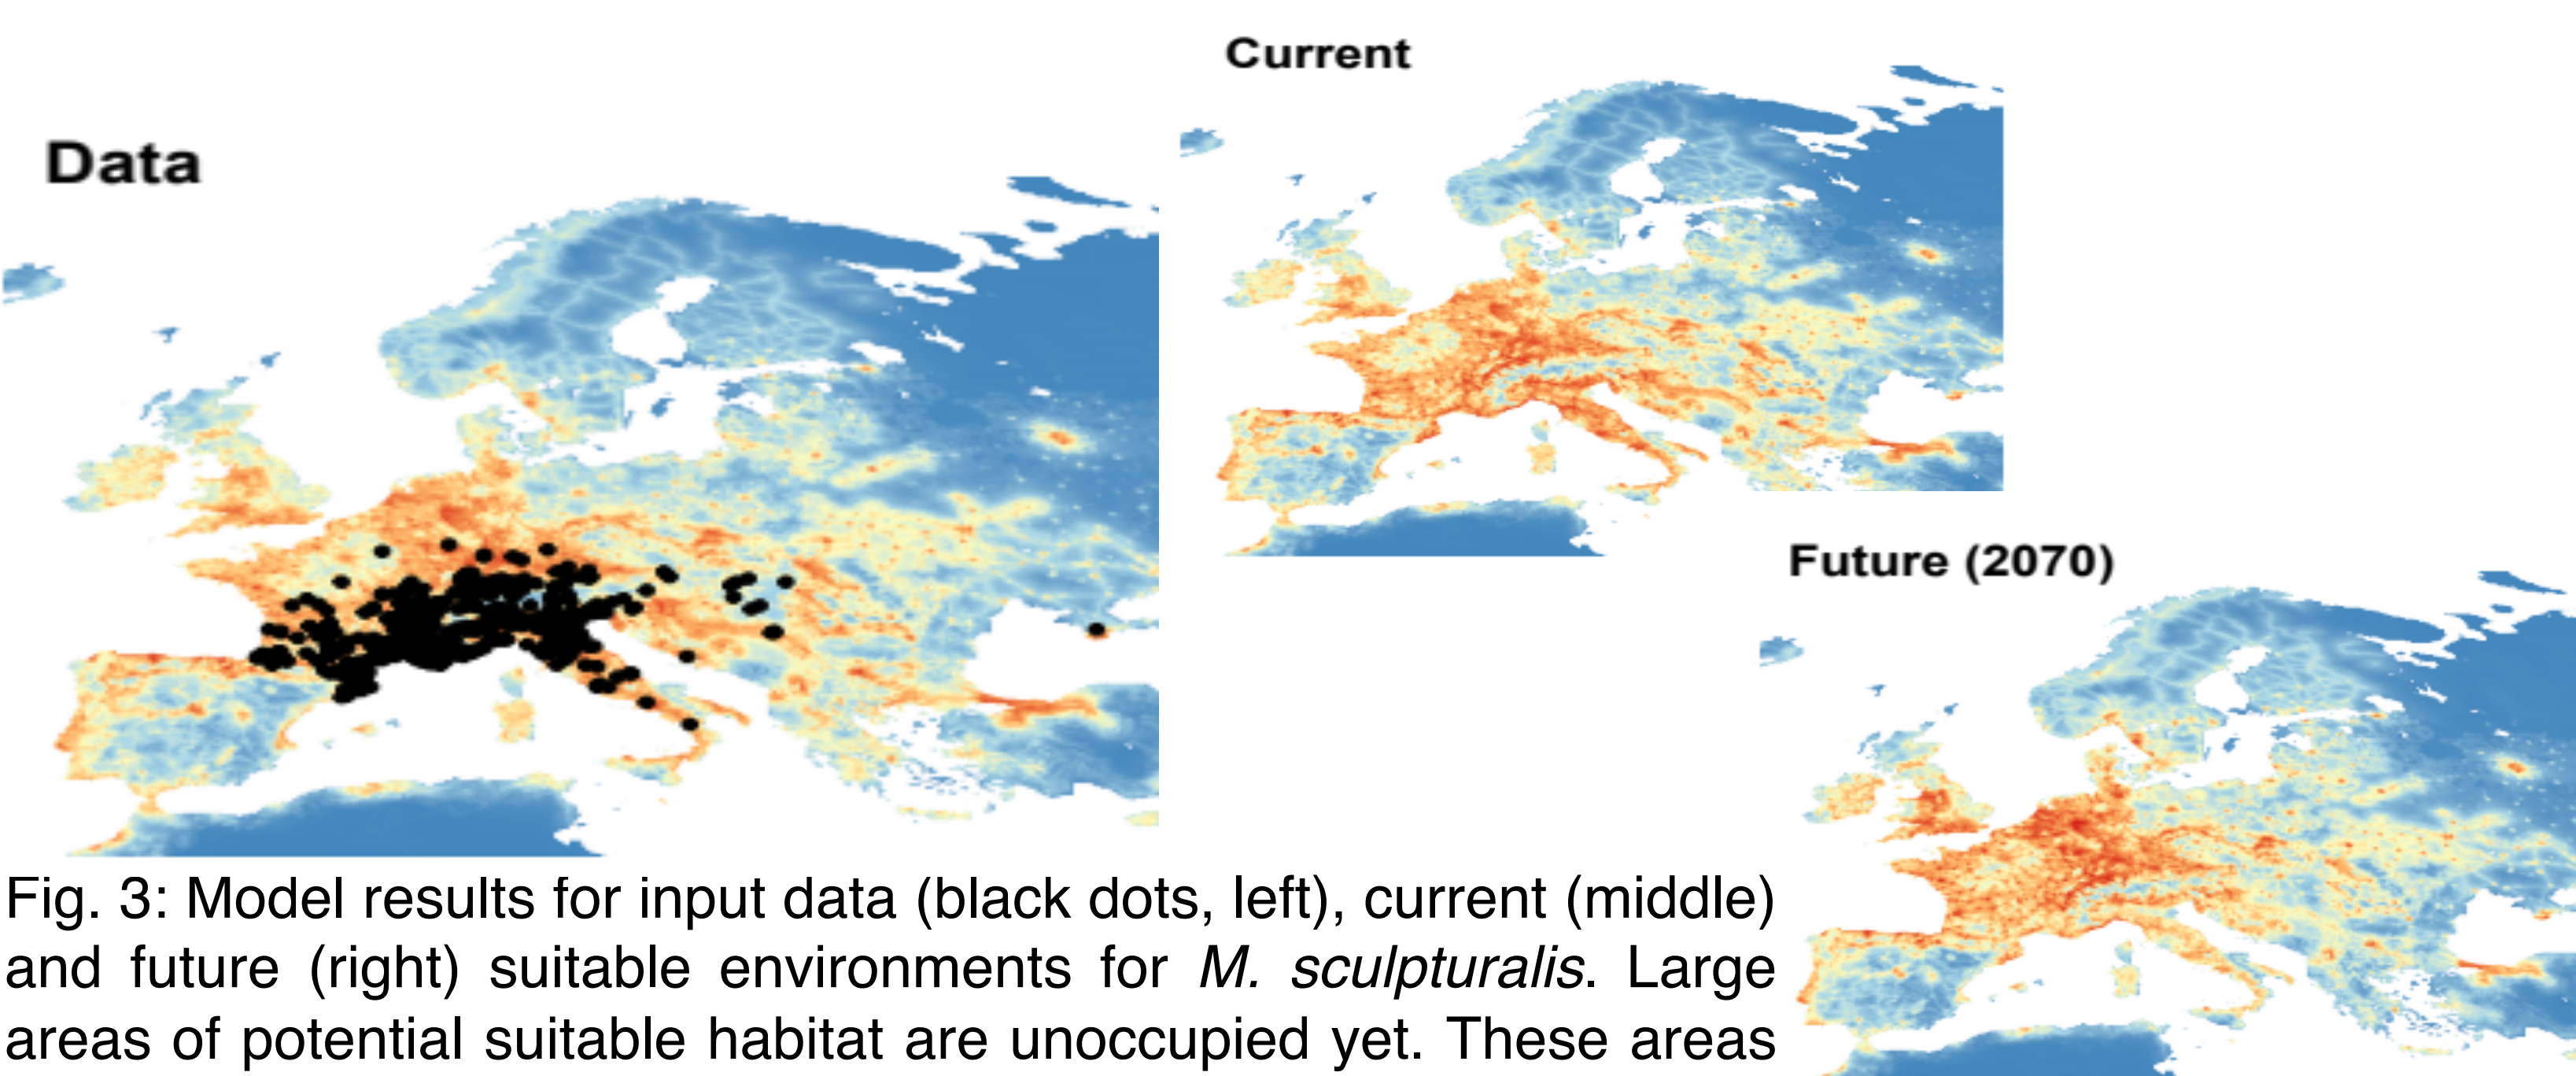 Current
Data
Future (2070)
Fig. 3: Model results for input data (black dots, left), current (middle)
and future (right) suitable environments for M. sculpturalis. Large
areas of potential suitable habitat are unoccupied yet. These areas